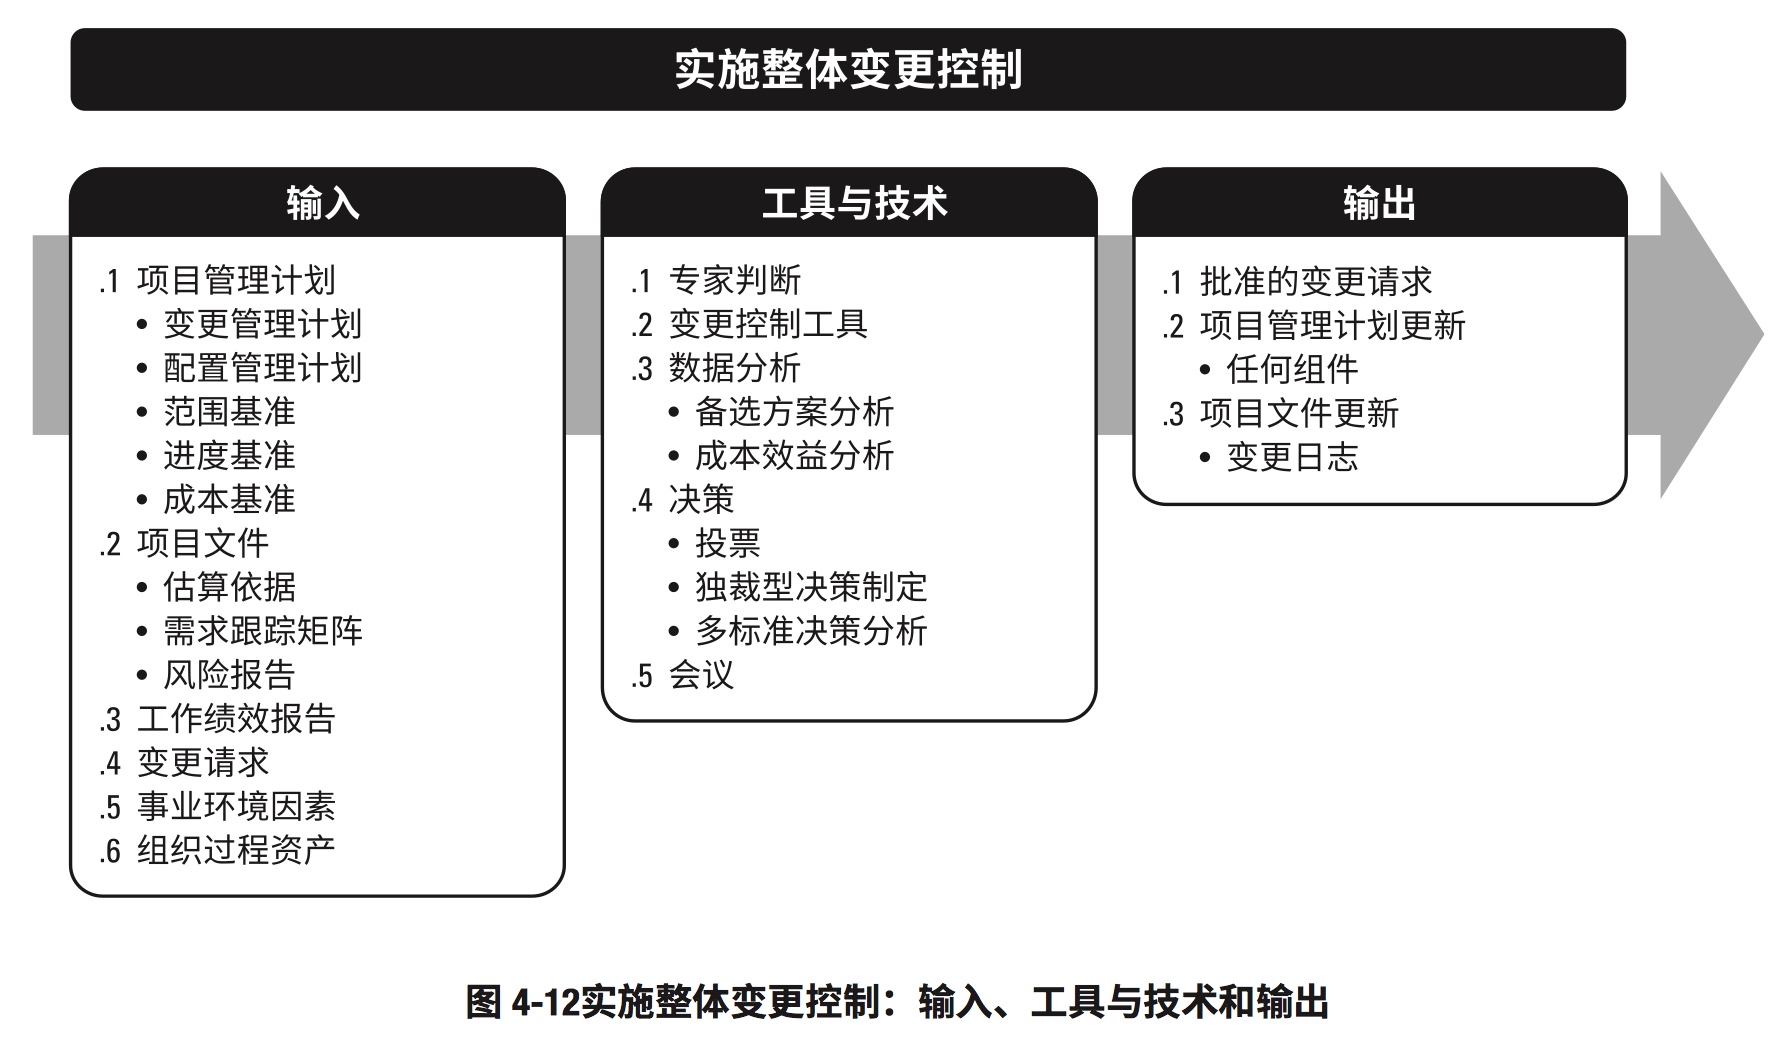 实施整体变更控制
输入
.1 项目管理计划
• 变更管理计划
• 配置管理计划
• 范围基准
• 进度基准
• 成本基准
.2 项目文件
• 估算依据
• 需求跟踪矩阵
• 风险报告
.3 工作绩效报告
.4 变更请求
.5 事业环境因素
.6 组织过程资产
工具与技术
.1 专家判断
.2 变更控制工具
.3 数据分析
• 备选方案分析
• 成本效益分析
.4 决策
• 投票
• 独裁型决策制定
• 多标准决策分析
.5 会议
输出
.1 批准的变更请求
.2 项目管理计划更新
• 任何组件
.3 项目文件更新
• 变更日志
图 4-12实施整体变更控制：输入、工具与技术和输出